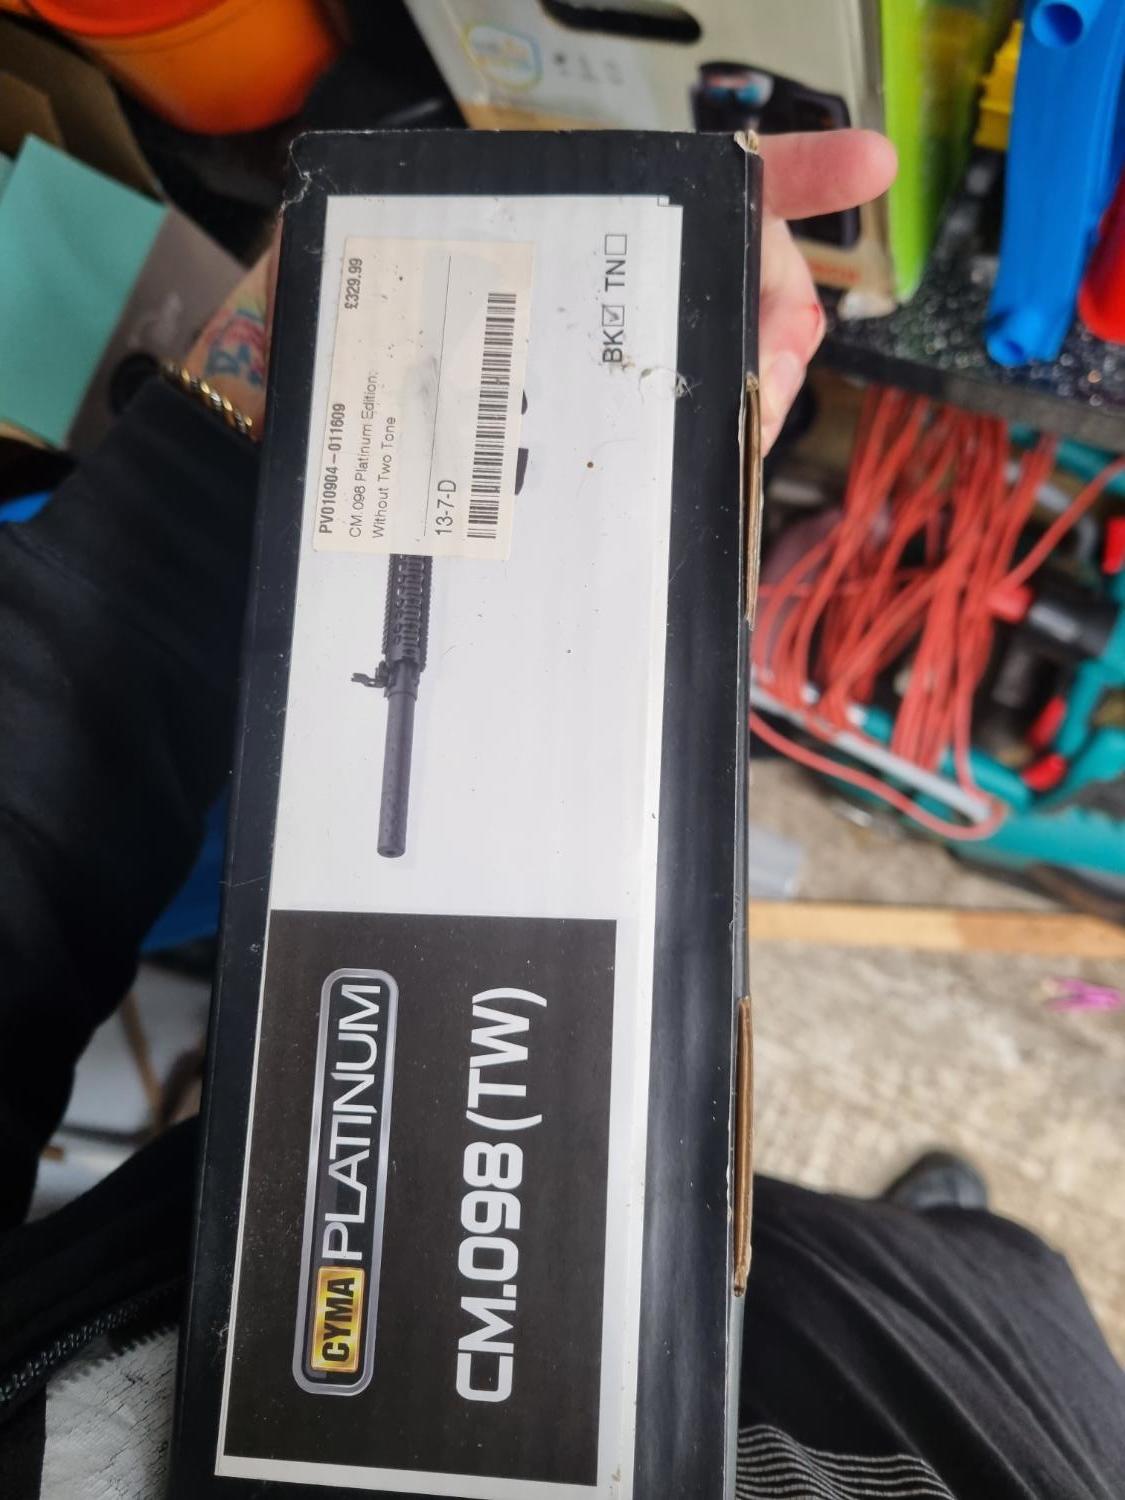 PV010904-011609
£329.99
CM.098 Platinum Edition:
Without Two Tone
13-7-D
BK☑ TN☐
CYMA PLATINUM
CM.098 (TW)